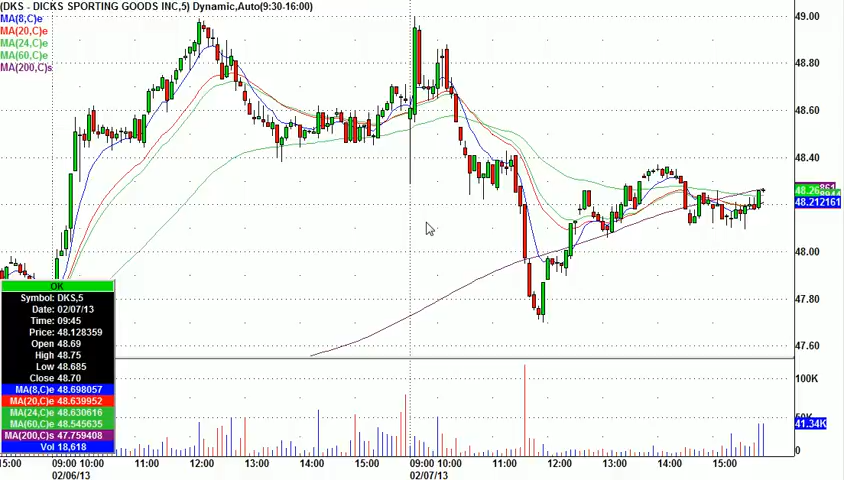 (DKS - DICKS SPORTING GOODS INC,5) Dynamic,Auto(9:30-16:00)
MA(8,C)e
MA(20,C)e
MA(24,C)e
MA(60,C)e
MA(200,C)s
49.00
48.80
48.60
48.40
48.212161
48.00
47.80
47.60
100K
41.34K
0
OK
Symbol: DKS,5
Date: 02/07/13
Time: 09:45
Price: 48.128359
Open 48.69
High 48.75
Low 48.685
Close 48.70
MA(8,C)e 48.698057
MA(20,C)e 48.639952
MA(24,C)e 48.630616
MA(60,C)e 48.545635
MA(200,C)s 47.759408
Vol 18,618
15:00 09:00 10:00 11:00 12:00 13:00 14:00 15:00 09:00 10:00 11:00 12:00 13:00 14:00 15:00
02/06/13 02/07/13